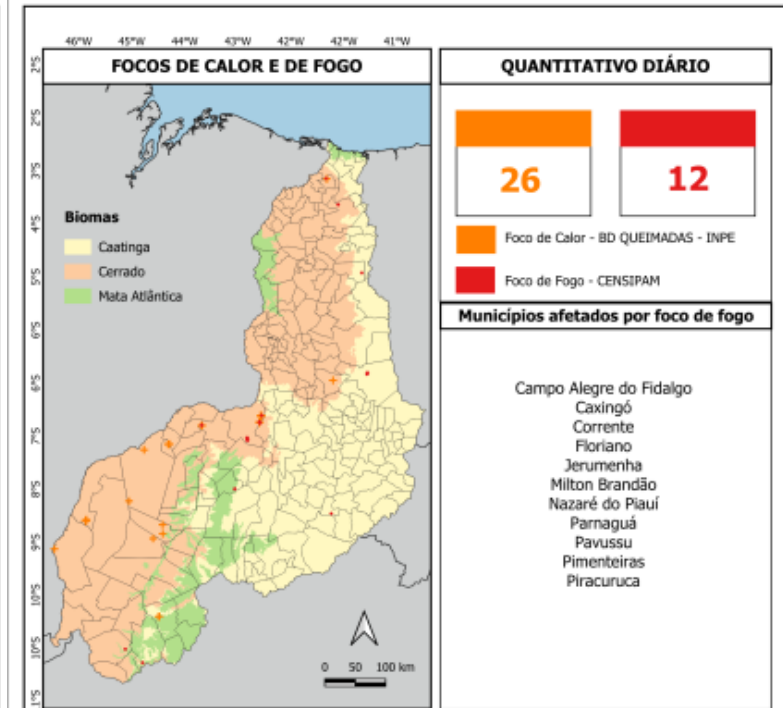 46°W 45°W 44°W 43°W 42°W 41°W
FOCOS DE CALOR E DE FOGO
2°S
2°S
3°S
4°S
5°S
6°S
6°S
7°S
8°S
9°S
10°S
10°S
1°S
Biomas
Caatinga
Cerrado
Mata Atlântica
0 50 100 km
QUANTITATIVO DIÁRIO
26
12
Foco de Calor - BD QUEIMADAS - INPE
Foco de Fogo - CENSIPAM
Municípios afetados por foco de fogo
Campo Alegre do Fidalgo
Caxingó
Corrente
Floriano
Jerumenha
Milton Brandão
Nazaré do Piauí
Parnaguá
Pavussu
Pimenteiras
Piracuruca